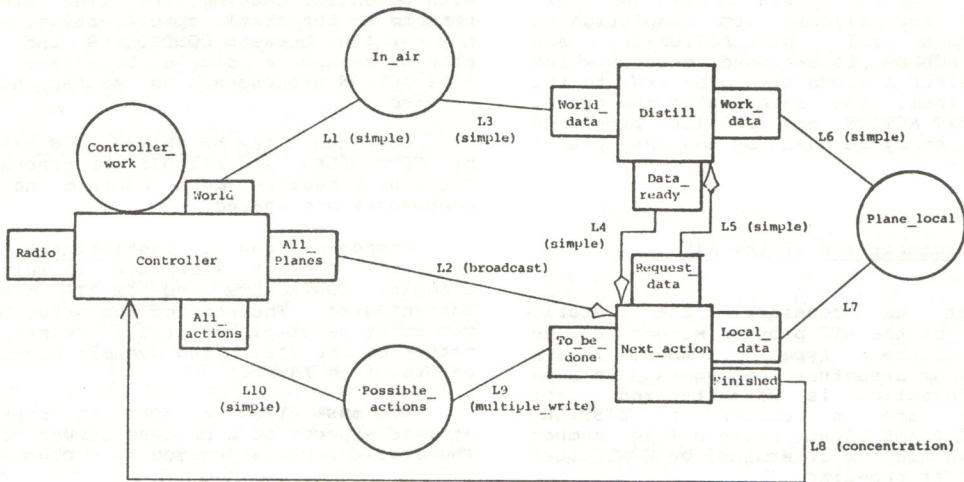 In_air
World_
data
Distill
Work_
data
L1 (simple)
L3
(simple)
L6
(simple)
Controller_
work
World
Data_
ready
L4
(simple)
L5 (simple)
Plane_local
Radio
Controller
All_
Planes
L2 (broadcast)
Request_
data
L7
All_
actions
To_be_
done
Next_action
Local_
data
Finished
L10
(simple)
Possible_
actions
L9
(multiple_write)
L8 (concentration)